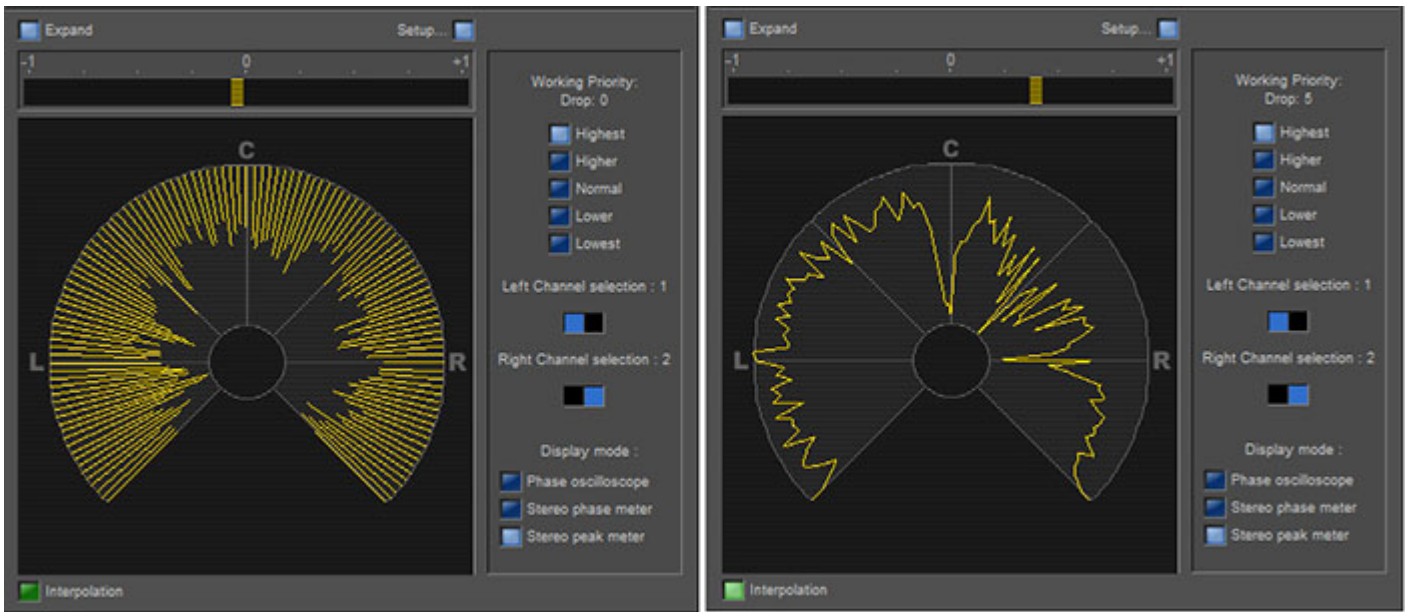 Expand Setup...
-1 0 +1
Working Priority:
Drop: 0
Highest
Higher
Normal
Lower
Lowest
C
L R
Left Channel selection : 1
Right Channel selection : 2
Display mode :
Phase oscilloscope
Stereo phase meter
Stereo peak meter
Interpolation
Expand Setup...
-1 0 +1
Working Priority:
Drop: 5
Highest
Higher
Normal
Lower
Lowest
C
L R
Left Channel selection : 1
Right Channel selection : 2
Display mode :
Phase oscilloscope
Stereo phase meter
Stereo peak meter
Interpolation